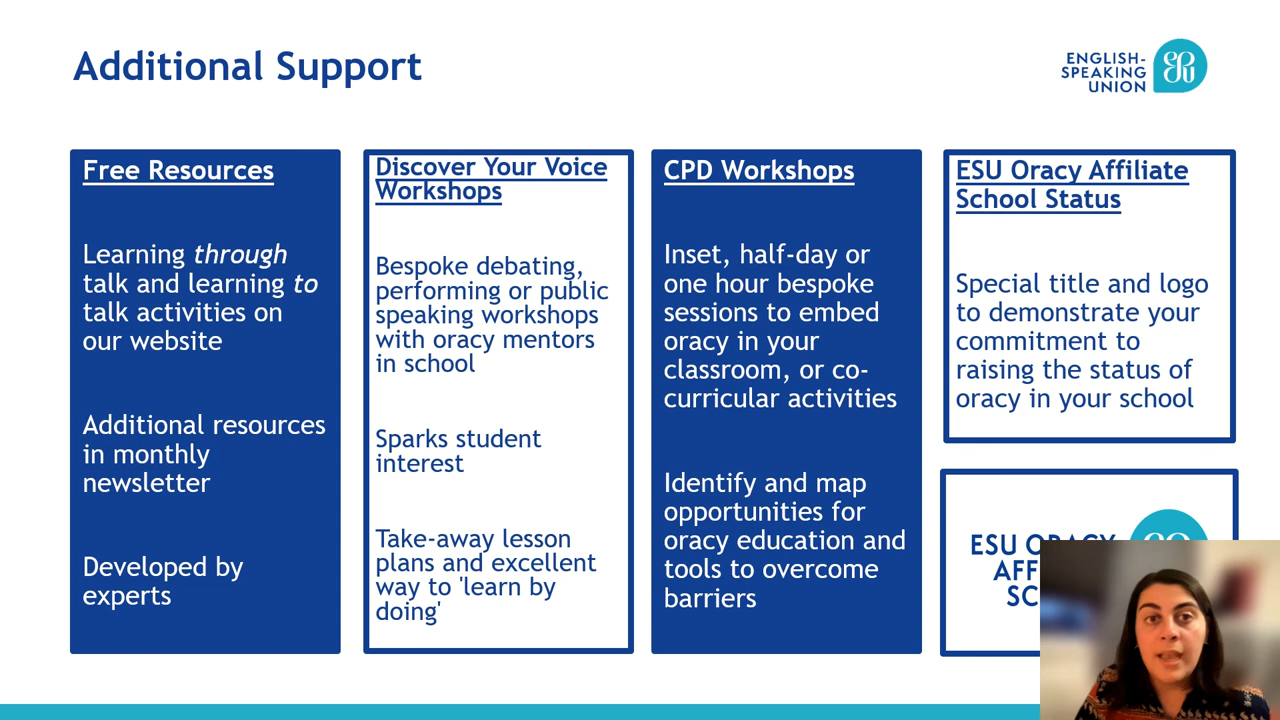 Additional Support
ENGLISH-
SPEAKING
UNION
Free Resources
Learning through
talk and learning to
talk activities on
our website
Additional resources
in monthly
newsletter
Developed by
experts
Discover Your Voice
Workshops
Bespoke debating,
performing or public
speaking workshops
with oracy mentors
in school
Sparks student
interest
Take-away lesson
plans and excellent
way to 'learn by
doing'
CPD Workshops
Inset, half-day or
one hour bespoke
sessions to embed
oracy in your
classroom, or co-
curricular activities
Identify and map
opportunities for
oracy education and
tools to overcome
barriers
ESU Oracy Affiliate
School Status
Special title and logo
to demonstrate your
commitment to
raising the status of
oracy in your school
ESU ORACY